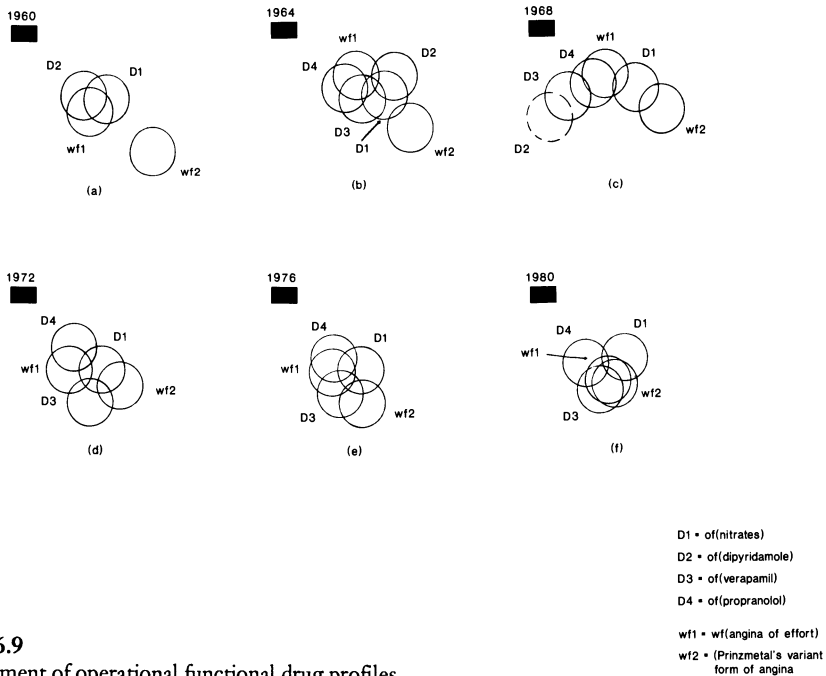 1960
D2
D1
wf1
wf2
(a)
1964
wf1
D4
D2
D3
D1
wf2
(b)
1968
wf1
D4
D1
D3
D2
wf2
(c)
1972
D4
D1
wf1
wf2
D3
(d)
1976
D4
D1
wf1
D3
wf2
(e)
1980
D4
D1
wf1
wf2
D3
(f)
D1 = of(nitrates)
D2 = of(dipyridamole)
D3 = of(verapamil)
D4 = of(propranolol)
wf1 = wf(angina of effort)
wf2 = (Prinzmetal's variant
form of angina
6.9
ment of operational functional drug profiles